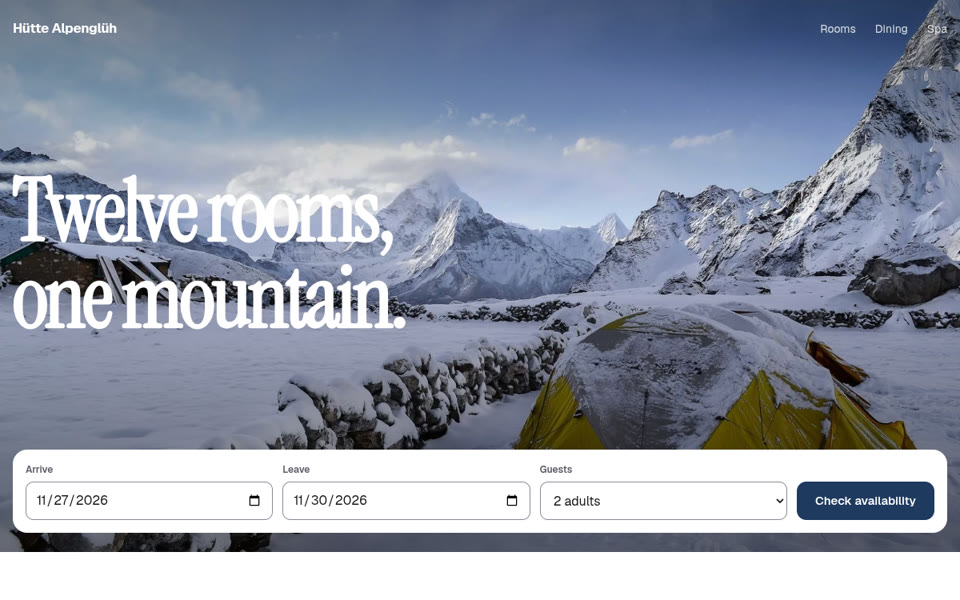 Hütte Alpenglüh
Rooms Dining Spa
Twelve rooms,
one mountain.
Arrive Leave Guests
11/27/2026 11/30/2026 2 adults Check availability